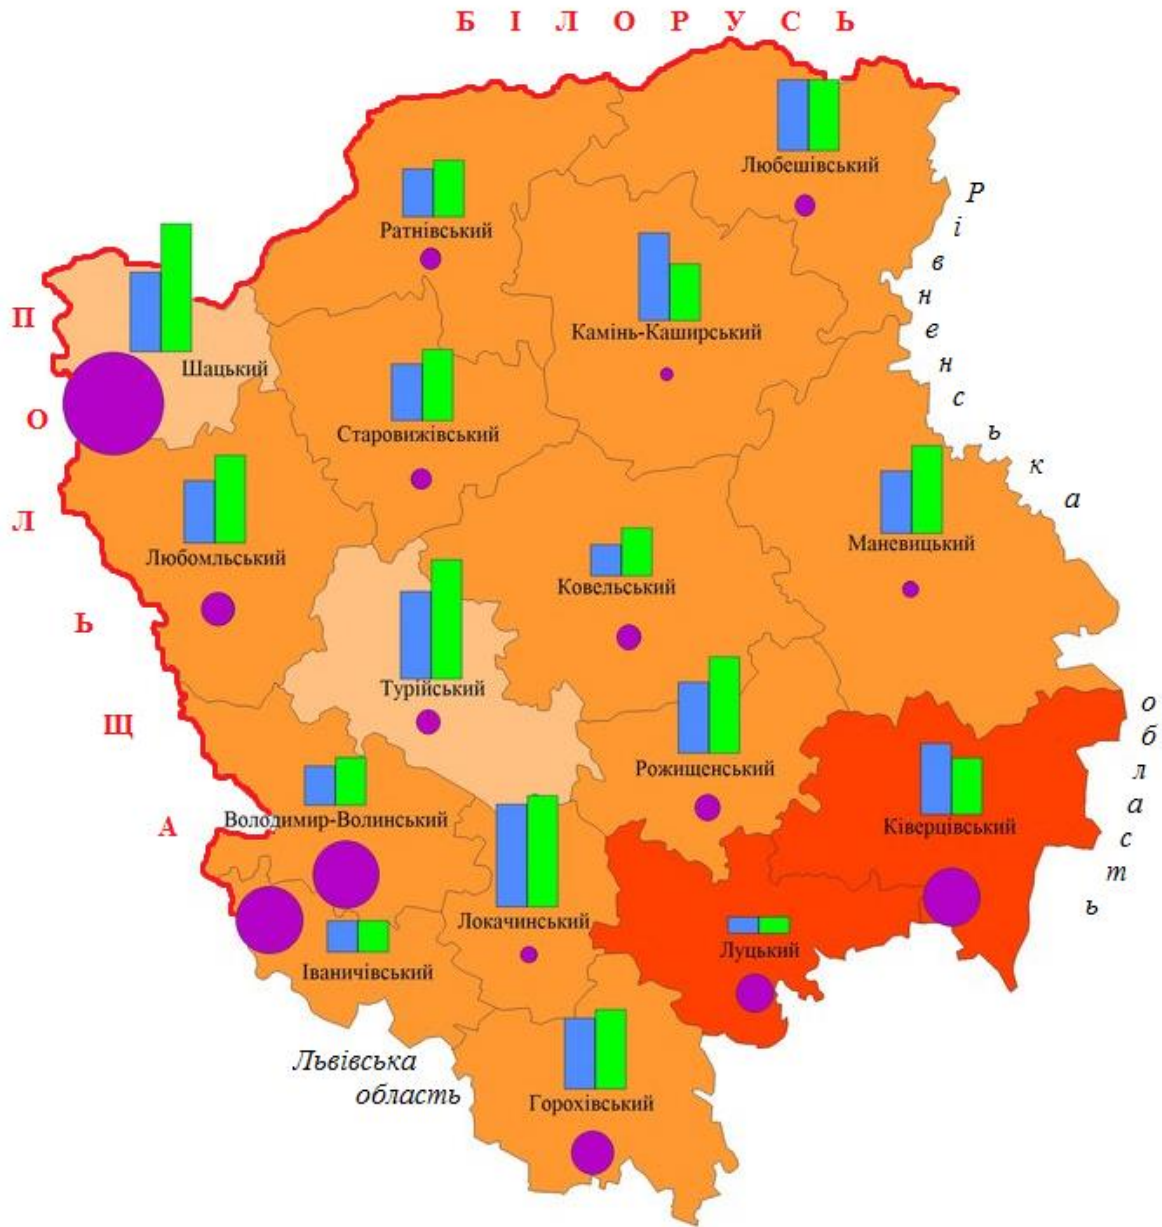 БІЛОРУСЬ
Любешівський
Рівненська
область
Ратнівський
Камінь-Каширський
ПОЛЬЩА
Шацький
Старовижівський
Маневицький
Любомльський
Ковельський
Турійський
Рожищенський
Володимир-Волинський
Ківерцівський
Локачинський
Луцький
Іваничівський
Львівська
область
Горохівський